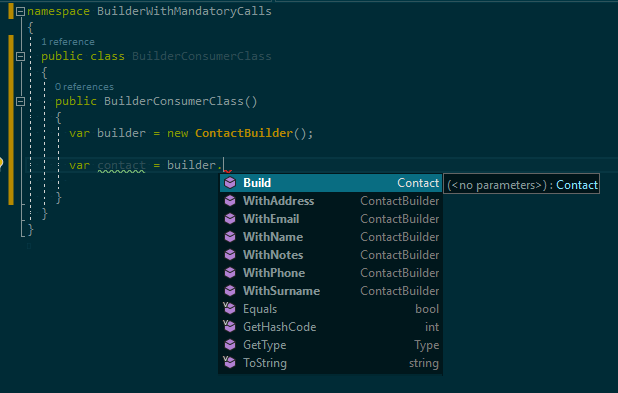 namespace BuilderWithMandatoryCalls
{
1 reference
public class BuilderConsumerClass
{
0 references
public BuilderConsumerClass()
{
var builder = new ContactBuilder();
var contact = builder.
Build Contact (<no parameters>) : Contact
WithAddress ContactBuilder
WithEmail ContactBuilder
WithName ContactBuilder
WithNotes ContactBuilder
WithPhone ContactBuilder
WithSurname ContactBuilder
Equals bool
GetHashCode int
GetType Type
ToString string
}
}
}